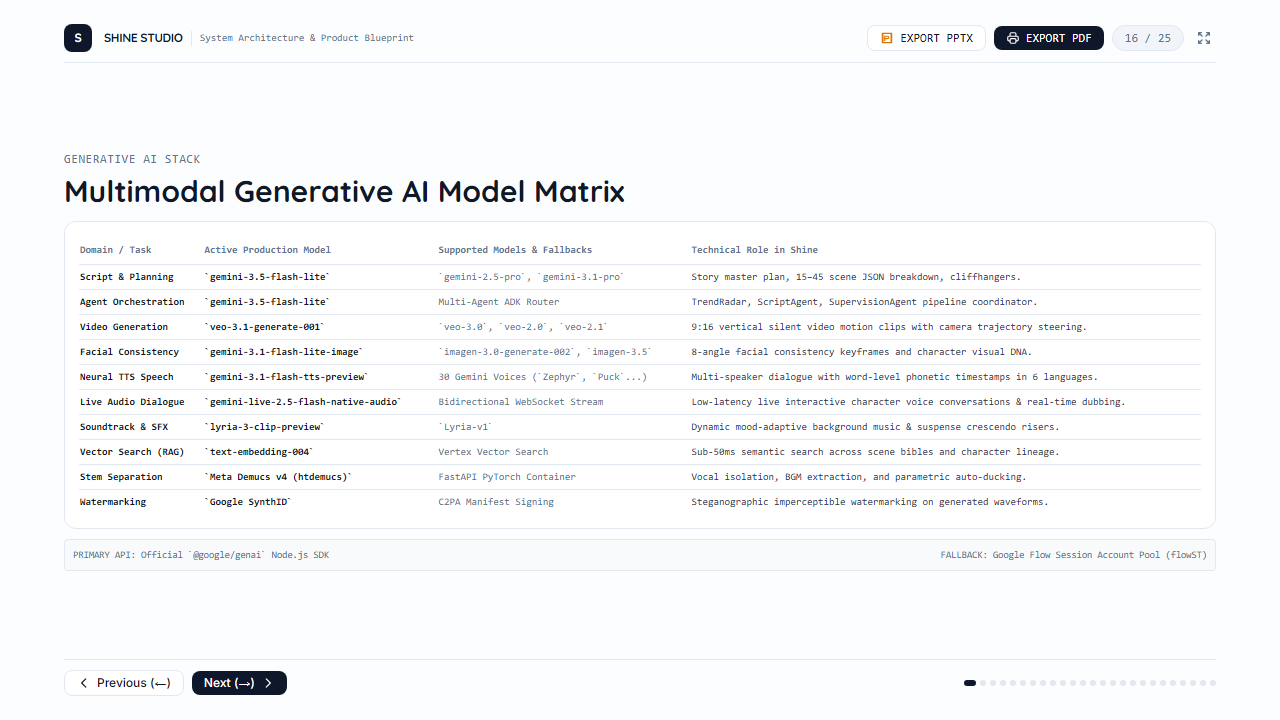 S SHINE STUDIO System Architecture & Product Blueprint EXPORT PPTX EXPORT PDF 16 / 25
GENERATIVE AI STACK
Multimodal Generative AI Model Matrix
Domain / Task Active Production Model Supported Models & Fallbacks Technical Role in Shine
Script & Planning `gemini-3.5-flash-lite` `gemini-2.5-pro`, `gemini-3.1-pro` Story master plan, 15–45 scene JSON breakdown, cliffhangers.
Agent Orchestration `gemini-3.5-flash-lite` Multi-Agent ADK Router TrendRadar, ScriptAgent, SupervisionAgent pipeline coordinator.
Video Generation `veo-3.1-generate-001` `veo-3.0`, `veo-2.0`, `veo-2.1` 9:16 vertical silent video motion clips with camera trajectory steering.
Facial Consistency `gemini-3.1-flash-lite-image` `imagen-3.0-generate-002`, `imagen-3.5` 8-angle facial consistency keyframes and character visual DNA.
Neural TTS Speech `gemini-3.1-flash-tts-preview` 30 Gemini Voices (`Zephyr`, `Puck`...) Multi-speaker dialogue with word-level phonetic timestamps in 6 languages.
Live Audio Dialogue `gemini-live-2.5-flash-native-audio` Bidirectional WebSocket Stream Low-latency live interactive character voice conversations & real-time dubbing.
Soundtrack & SFX `lyria-3-clip-preview` `Lyria-v1` Dynamic mood-adaptive background music & suspense crescendo risers.
Vector Search (RAG) `text-embedding-004` Vertex Vector Search Sub-50ms semantic search across scene bibles and character lineage.
Stem Separation `Meta Demucs v4 (htdemucs)` FastAPI PyTorch Container Vocal isolation, BGM extraction, and parametric auto-ducking.
Watermarking `Google SynthID` C2PA Manifest Signing Steganographic imperceptible watermarking on generated waveforms.
PRIMARY API: Official `@google/genai` Node.js SDK FALLBACK: Google Flow Session Account Pool (flowST)
Previous (←) Next (→)